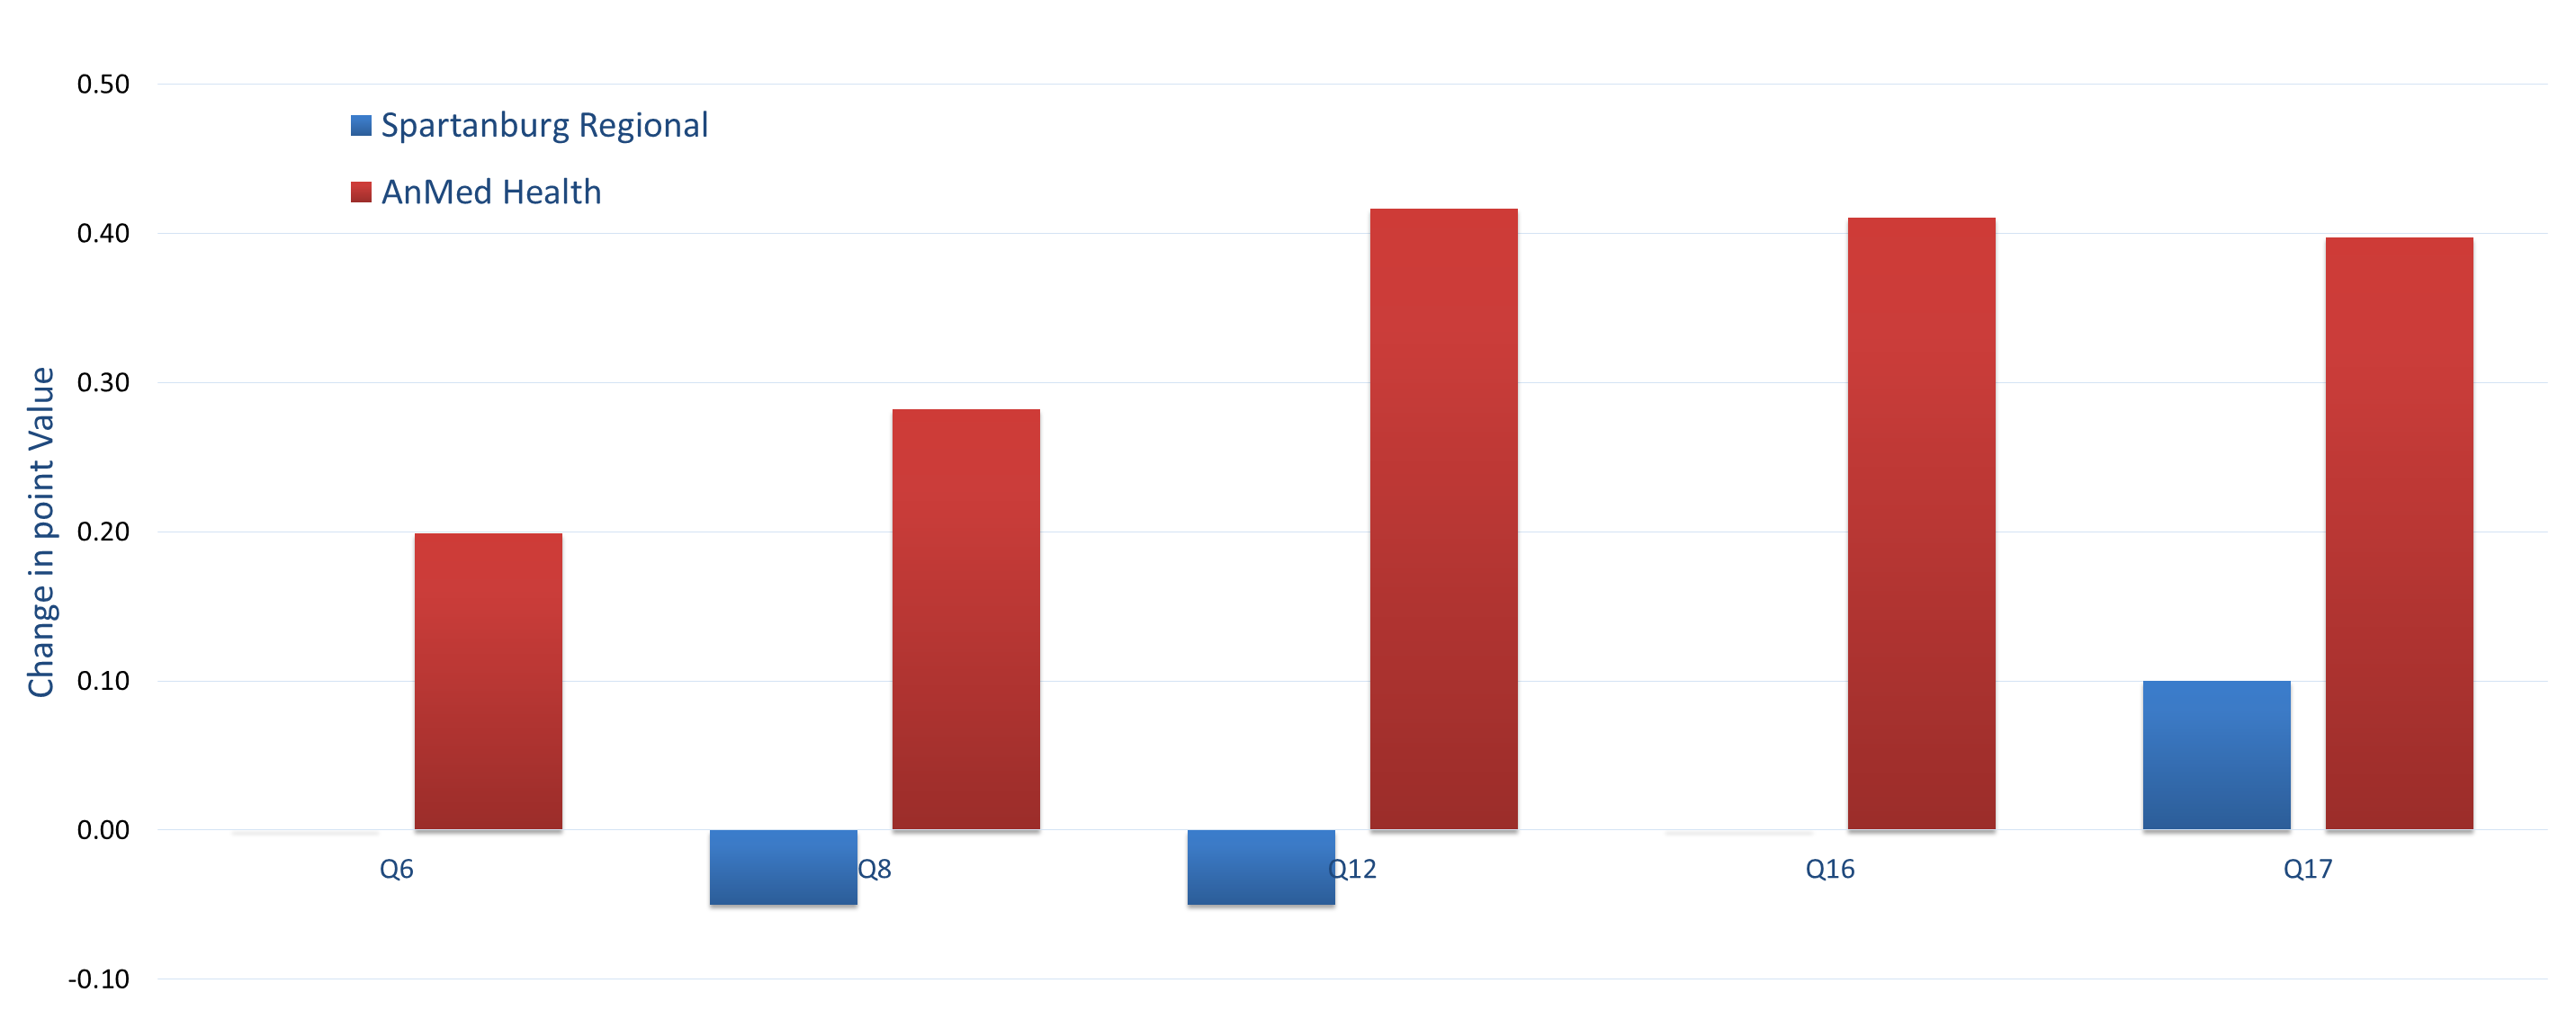 0.50
Spartanburg Regional
AnMed Health
0.40
0.30
0.20
0.10
0.00
-0.10
Change in point Value
Q6
Q8
Q12
Q16
Q17